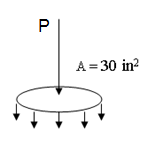 P
A = 30 in²